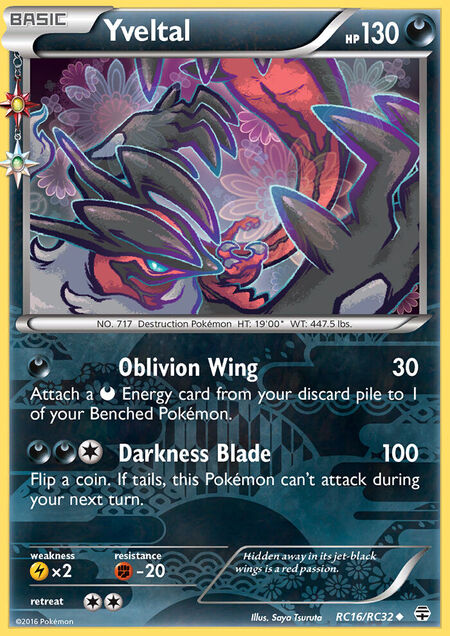 BASIC
Yveltal
HP 130
NO. 717 Destruction Pokémon HT: 19'00" WT: 447.5 lbs.
Oblivion Wing 30
Attach a Energy card from your discard pile to 1
of your Benched Pokémon.
Darkness Blade 100
Flip a coin. If tails, this Pokémon can't attack during
your next turn.
weakness resistance
×2 -20
Hidden away in its jet-black
wings is a red passion.
retreat
©2016 Pokémon
Illus. Saya Tsuruta RC16/RC32